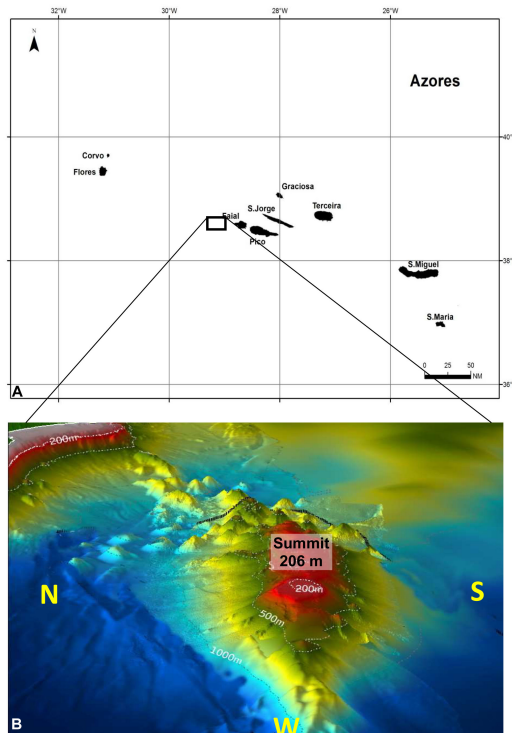 32°W
30°W
28°W
26°W
N
Azores
40°
Corvo
Flores
Graciosa
S.Jorge
Terceira
Faial
Pico
38°
S.Miguel
S.Maria
0 25 50
NM
36°
A
200m
Summit
206 m
200m
N
S
500m
1000m
W
B